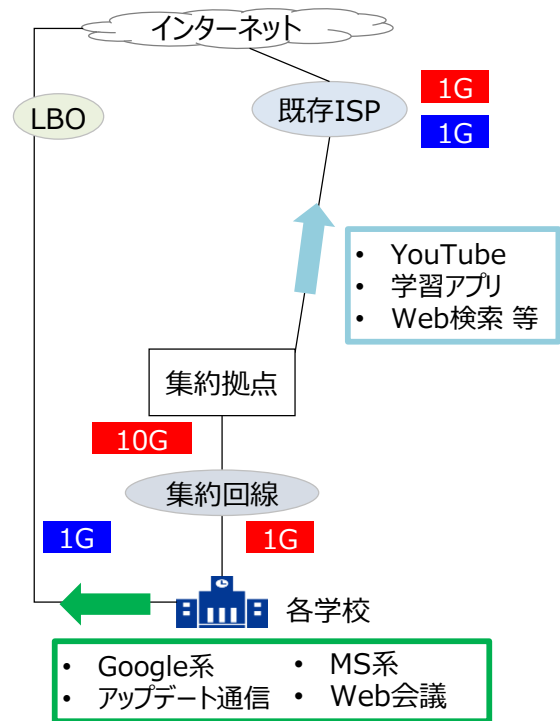 インターネット
LBO
既存ISP
1G
1G
• YouTube
• 学習アプリ
• Web検索 等
集約拠点
10G
集約回線
1G
1G
各学校
• Google系
• MS系
• アップデート通信
• Web会議